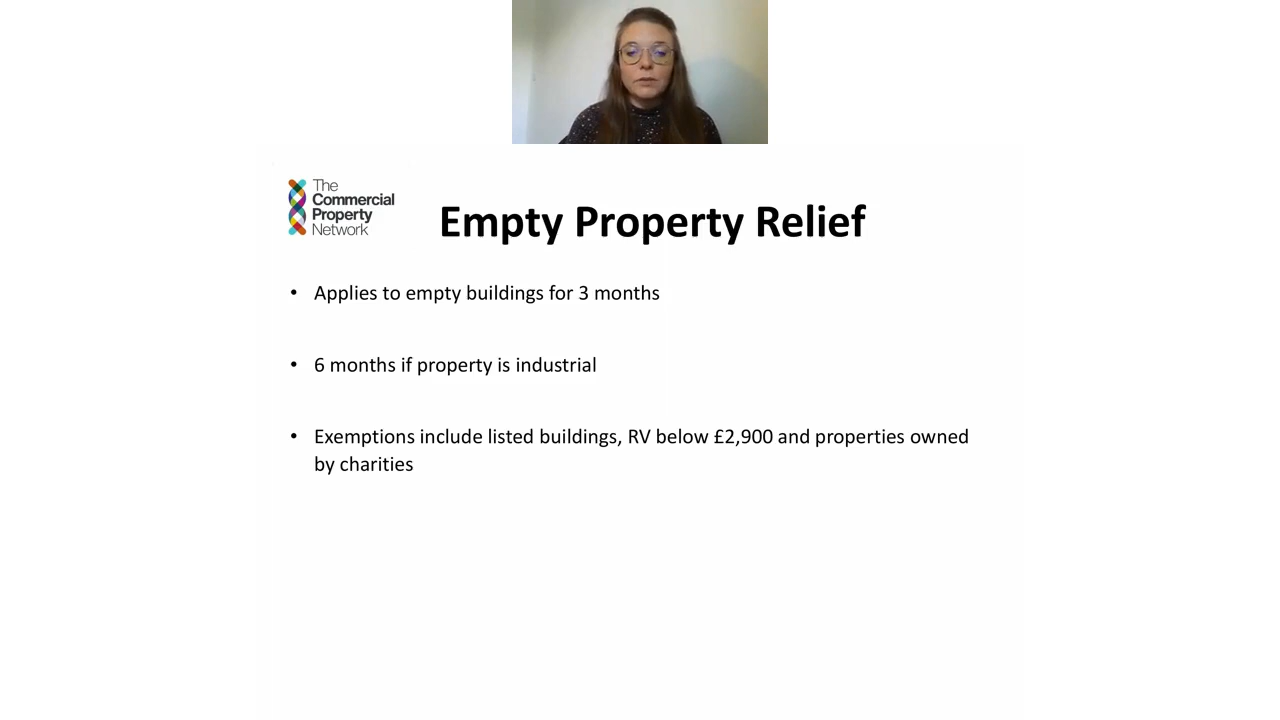 The
Commercial
Property
Network
Empty Property Relief
• Applies to empty buildings for 3 months
• 6 months if property is industrial
• Exemptions include listed buildings, RV below £2,900 and properties owned
by charities